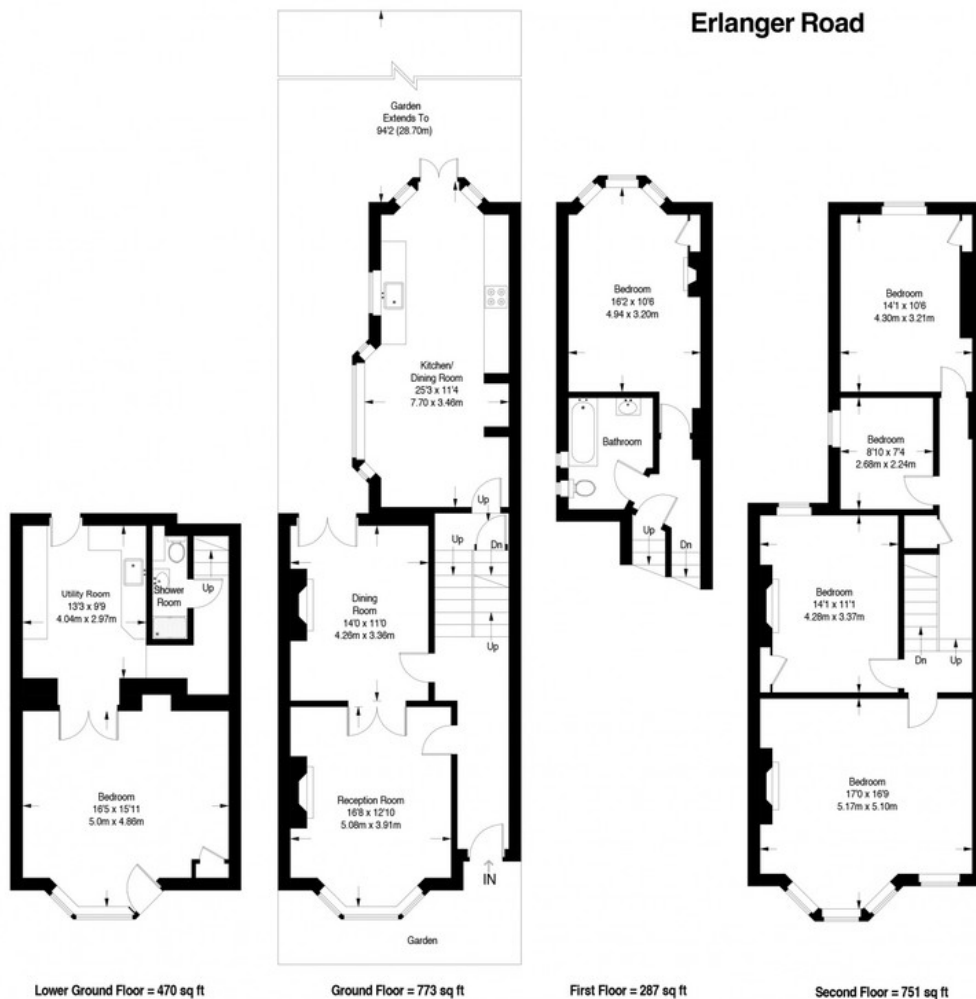 Erlanger Road
Garden
Extends To
94'2 (28.70m)
Kitchen/
Dining Room
25'3 x 11'4
7.70 x 3.46m
Up
Up
Dn
Up
Dining
Room
14'0 x 11'0
4.26m x 3.36m
Reception Room
16'8 x 12'10
5.08m x 3.91m
IN
Garden
Utility Room
13'3 x 9'9
4.04m x 2.97m
Shower
Room
Up
Bedroom
16'5 x 15'11
5.0m x 4.86m
Bedroom
16'2 x 10'6
4.94 x 3.20m
Bathroom
Up
Dn
Bedroom
14'1 x 10'6
4.30m x 3.21m
Bedroom
8'10 x 7'4
2.68m x 2.24m
Bedroom
14'1 x 11'1
4.28m x 3.37m
Dn
Up
Bedroom
17'0 x 16'9
5.17m x 5.10m
Lower Ground Floor = 470 sq ft
Ground Floor = 773 sq ft
First Floor = 287 sq ft
Second Floor = 751 sq ft